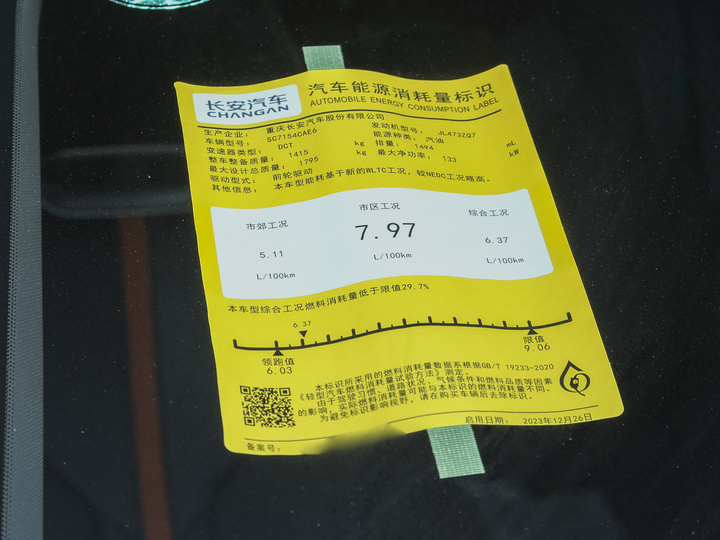 长安汽车
CHANGAN
汽车能源消耗量标识
AUTOMOBILE ENERGY CONSUMPTION LABEL
生产企业： 重庆长安汽车股份有限公司
车辆型号： SC7154CAE6 发动机型号： JL473ZQ7
变速器类型： DCT 能源种类： 汽油
整车整备质量： 1415 kg 排量： 1494 mL
最大设计总质量： 1795 kg 最大净功率： 133 kW
驱动型式： 前轮驱动
其他信息： 本车型能耗基于新的WLTC工况，较NEDC工况略高。
市郊工况 市区工况 综合工况
5.11 7.97 6.37
L/100km L/100km L/100km
本车型综合工况燃料消耗量低于限值29.7%
6.37
领跑值 限值
6.03 9.06
本标识所采用的燃料消耗量数据系根据GB/T 19233-2020
《轻型汽车燃料消耗量试验方法》测定。
由于驾驶习惯、道路状况、气候条件和燃料品质等因素
的影响，实际燃料消耗量可能与本标识的燃料消耗量不同。
为避免标识影响视野，请在购买车辆后去除标识。
备案号： 启用日期： 2023年12月26日